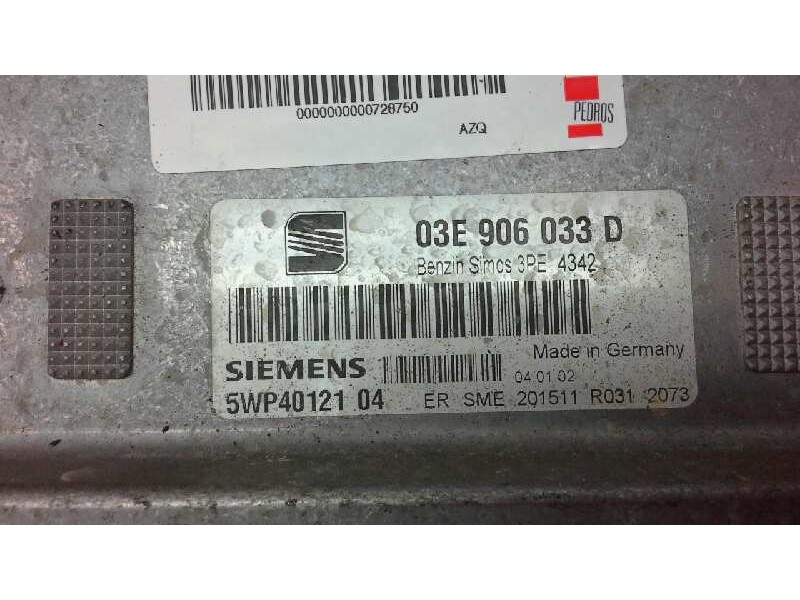 0000000000728750
AZQ
PEDROS
03E 906 033 D
Benzin Simos 3PE 4342
Made in Germany
SIEMENS
04.01.02
5WP40121 04
ER SME 201511 R031 2073